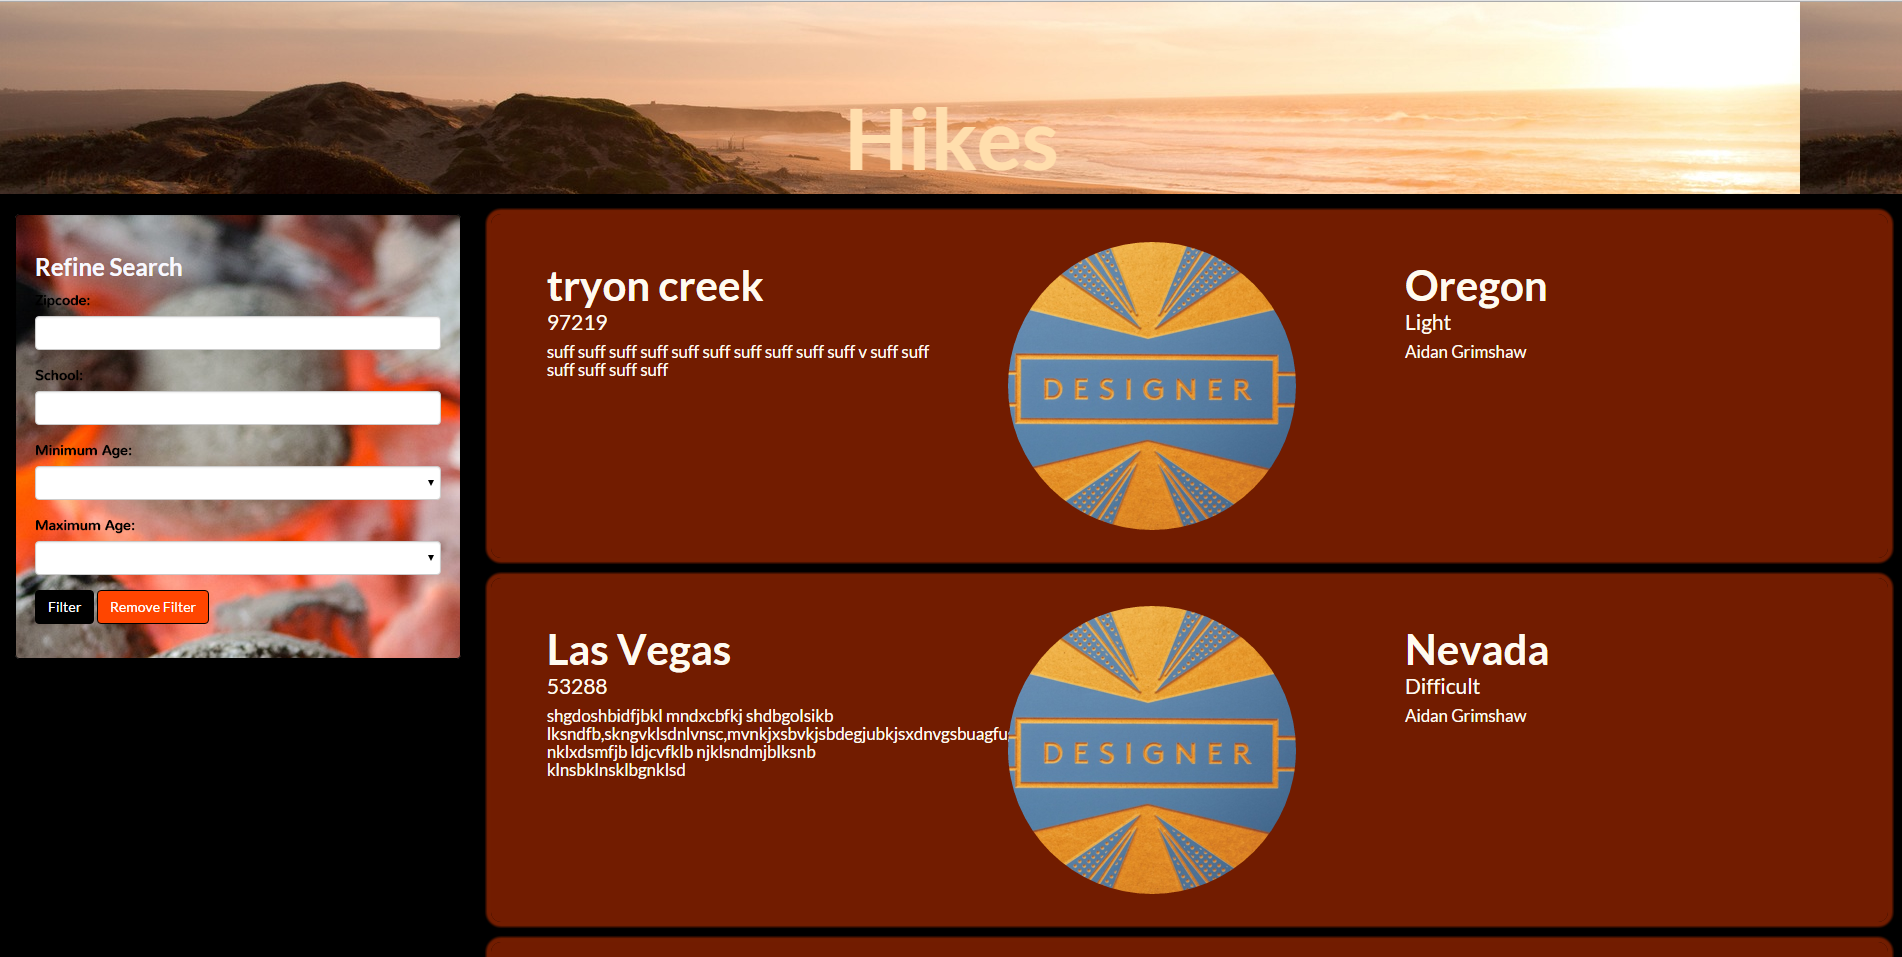 Hikes
Refine Search
Zipcode:
School:
Minimum Age:
Maximum Age:
Filter Remove Filter
tryon creek
97219
suff suff suff suff suff suff suff suff suff suff v suff suff
suff suff suff suff
DESIGNER
Oregon
Light
Aidan Grimshaw
Las Vegas
53288
shgdoshbidfjbkl mndxcbfkj shdbgolsikb
lksndfb,skngvklsdnlvnsc,mvnkjxsbvkjsbdegjubkjsxdnvgsbuagfu
nklxdsmfjb ldjcvfklb njklsndmjblksnb
klnsbklnsklbgnklsd
DESIGNER
Nevada
Difficult
Aidan Grimshaw